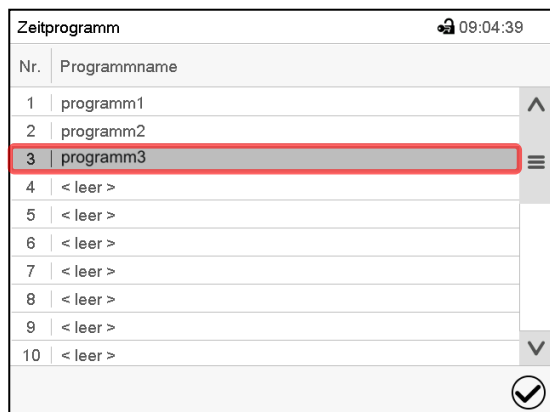 Zeitprogramm 09:04:39
Nr. Programmname
1 programm1
2 programm2
3 programm3
4 < leer >
5 < leer >
6 < leer >
7 < leer >
8 < leer >
9 < leer >
10 < leer >